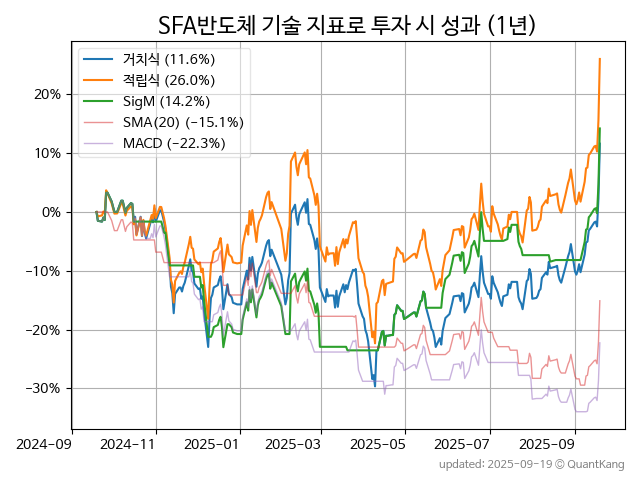 SFA반도체 기술 지표로 투자 시 성과 (1년)
거치식 (11.6%)
적립식 (26.0%)
SigM (14.2%)
SMA(20) (−15.1%)
MACD (−22.3%)
20%
10%
0%
−10%
−20%
−30%
2024-09 2024-11 2025-01 2025-03 2025-05 2025-07 2025-09
updated: 2025-09-19 ⓒ QuantKang